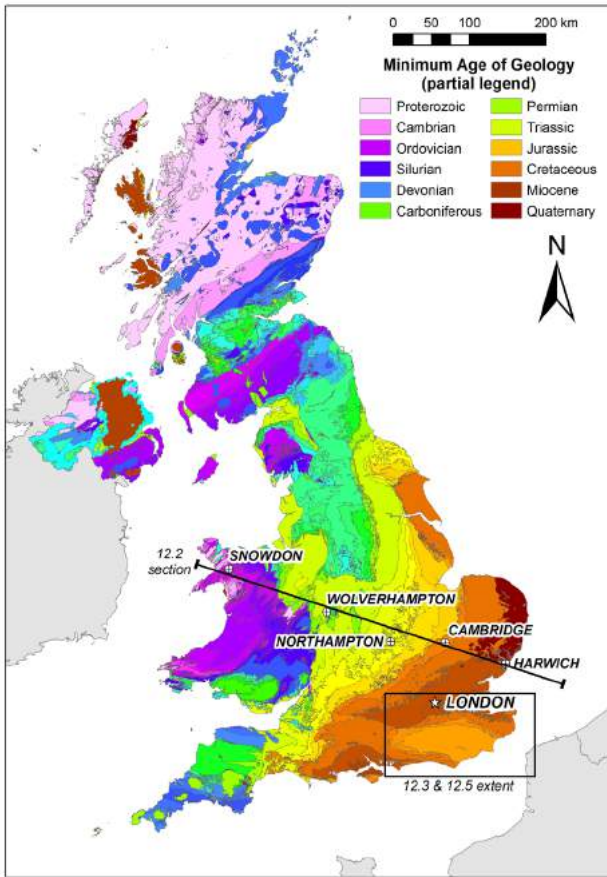 0 50 100 200 km
Minimum Age of Geology
(partial legend)
Proterozoic
Cambrian
Ordovician
Silurian
Devonian
Carboniferous
Permian
Triassic
Jurassic
Cretaceous
Miocene
Quaternary
N
12.2
section
SNOWDON
WOLVERHAMPTON
NORTHAMPTON
CAMBRIDGE
HARWICH
LONDON
12.3 & 12.5 extent